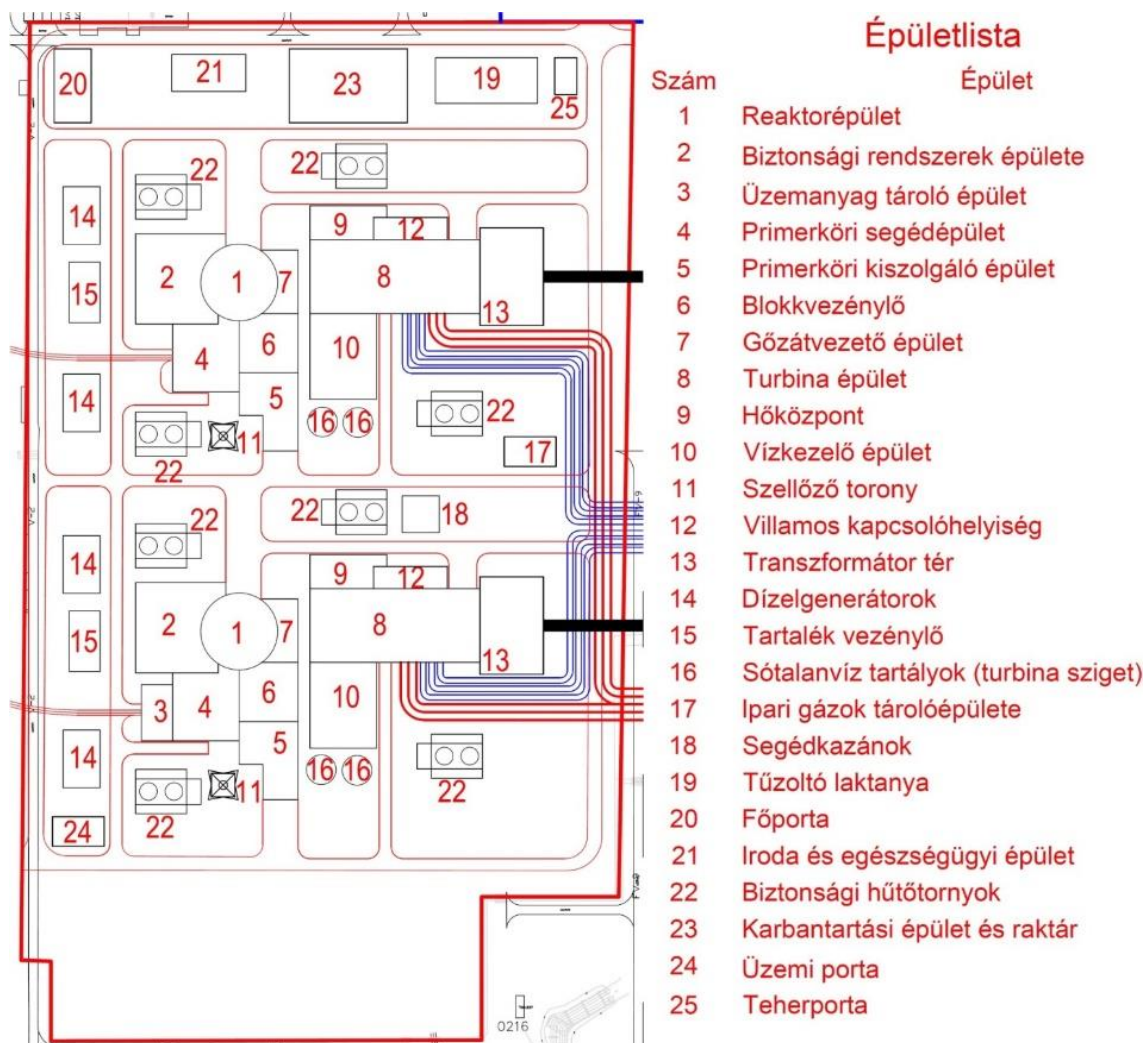 20
21
23
19
25
22
22
14
9
12
2
1
7
8
15
13
6
10
4
14
5
22
16
16
11
17
22
22
18
22
14
9
12
2
1
7
8
15
13
6
10
3
4
5
14
16
16
11
22
22
24
0216
Épületlista
Szám Épület
1 Reaktorépület
2 Biztonsági rendszerek épülete
3 Üzemanyag tároló épület
4 Primerköri segédépület
5 Primerköri kiszolgáló épület
6 Blokkvezénylő
7 Gőzátvezető épület
8 Turbina épület
9 Hőközpont
10 Vízkezelő épület
11 Szellőző torony
12 Villamos kapcsolóhelyiség
13 Transzformátor tér
14 Dízelgenerátorok
15 Tartalék vezénylő
16 Sótalanvíz tartályok (turbina sziget)
17 Ipari gázok tárolóépülete
18 Segédkazánok
19 Tűzoltó laktanya
20 Főporta
21 Iroda és egészségügyi épület
22 Biztonsági hűtőtornyok
23 Karbantartási épület és raktár
24 Üzemi porta
25 Teherporta